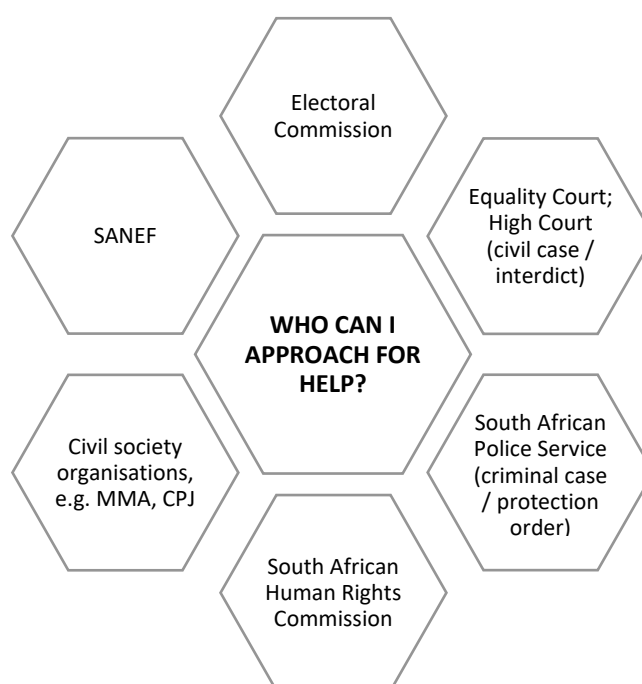 Electoral
Commission
SANEF
Equality Court;
High Court
(civil case /
interdict)
WHO CAN I
APPROACH FOR
HELP?
Civil society
organisations,
e.g. MMA, CPJ
South African
Police Service
(criminal case
/ protection
order)
South African
Human Rights
Commission